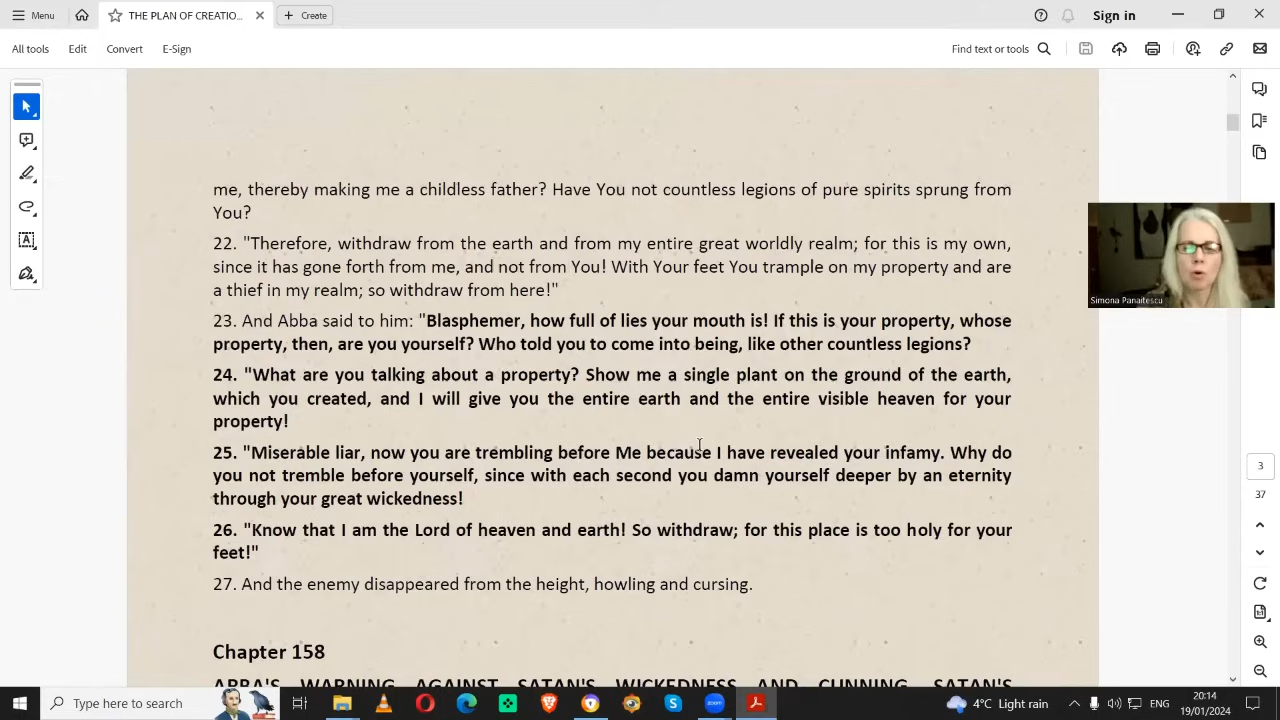 Menu
THE PLAN OF CREATIO...
Create
Sign in
All tools
Edit
Convert
E-Sign
Find text or tools
me, thereby making me a childless father? Have You not countless legions of pure spirits sprung from
You?
22. "Therefore, withdraw from the earth and from my entire great worldly realm; for this is my own,
since it has gone forth from me, and not from You! With Your feet You trample on my property and are
a thief in my realm; so withdraw from here!"
23. And Abba said to him: "Blasphemer, how full of lies your mouth is! If this is your property, whose
property, then, are you yourself? Who told you to come into being, like other countless legions?
24. "What are you talking about a property? Show me a single plant on the ground of the earth,
which you created, and I will give you the entire earth and the entire visible heaven for your
property!
25. "Miserable liar, now you are trembling before Me because I have revealed your infamy. Why do
you not tremble before yourself, since with each second you damn yourself deeper by an eternity
through your great wickedness!
26. "Know that I am the Lord of heaven and earth! So withdraw; for this place is too holy for your
feet!"
27. And the enemy disappeared from the height, howling and cursing.
Chapter 158
ABBA'S WARNING AGAINST SATAN'S WICKEDNESS AND CUNNING. SATAN'S
Simona Panaitescu
3
37
Type here to search
4°C Light rain
ENG
20:14
19/01/2024